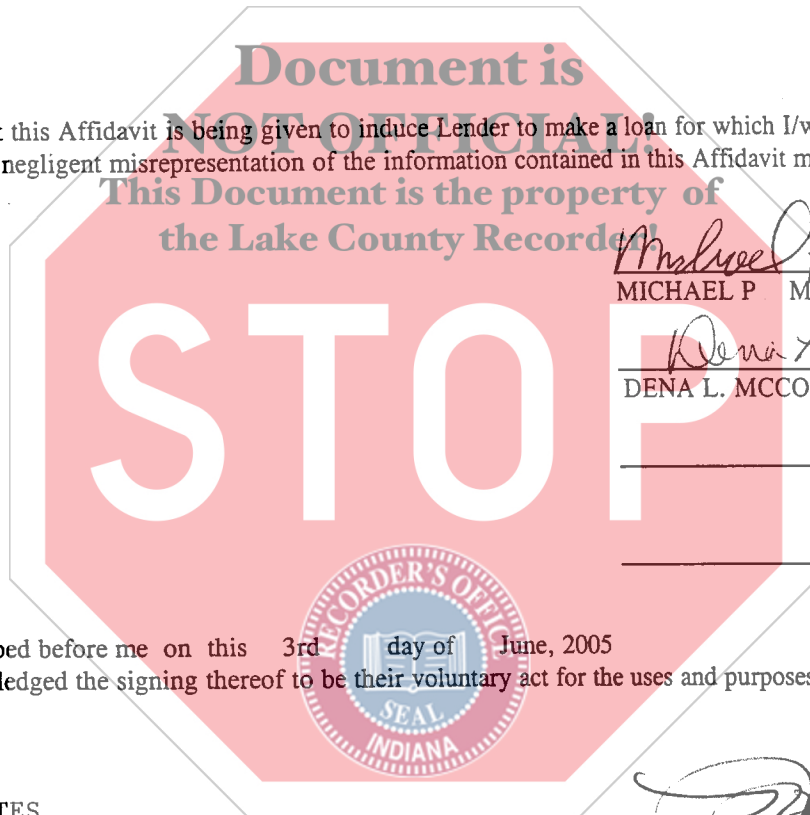 Document is
NOT OFFICIAL!
this Affidavit is being given to induce Lender to make a loan for which I/w
negligent misrepresentation of the information contained in this Affidavit m
This Document is the property of
the Lake County Recorder!
Michael
MICHAEL P M
STOP
Dena
DENA L. MCCO
RECORDER'S OFFICE
bed before me on this 3rd day of June, 2005
ledged the signing thereof to be their voluntary act for the uses and purposes
SEAL
INDIANA
TES